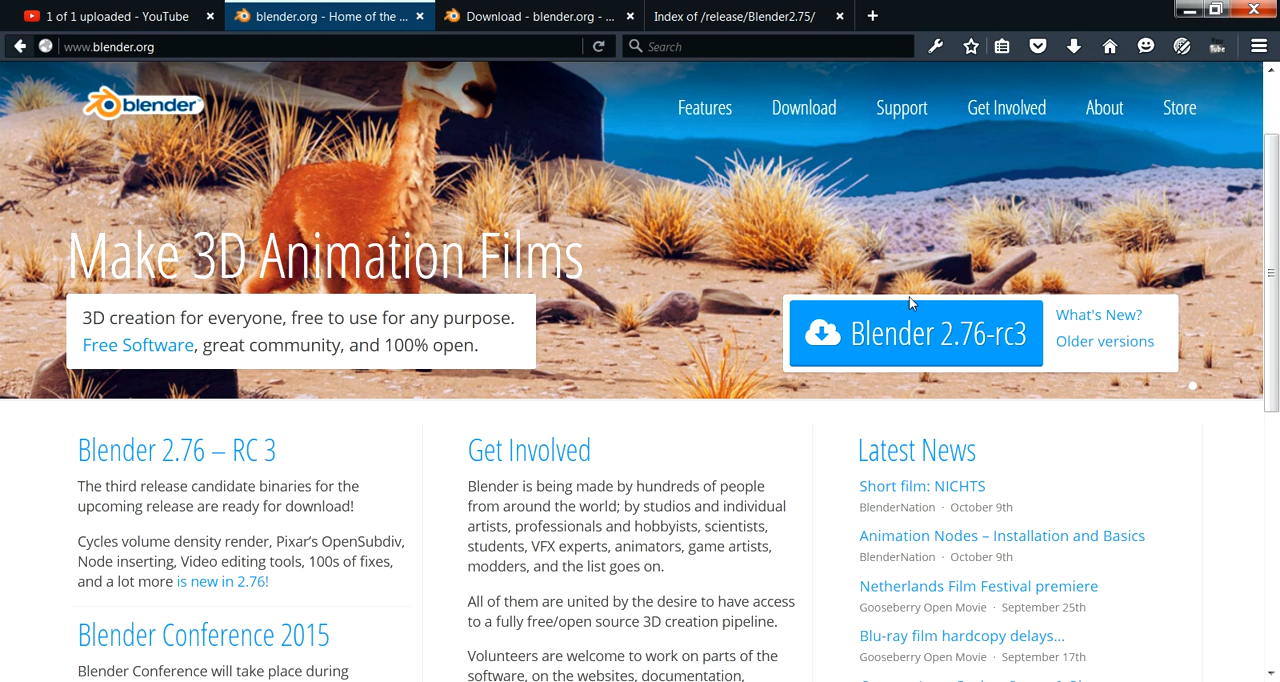 1 of 1 uploaded - YouTube
blender.org - Home of the ...
Download - blender.org - ...
Index of /release/Blender2.75/
www.blender.org
Search
blender
Features
Download
Support
Get Involved
About
Store
Make 3D Animation Films
3D creation for everyone, free to use for any purpose.
Free Software, great community, and 100% open.
Blender 2.76-rc3
What's New?
Older versions
Blender 2.76 – RC 3
The third release candidate binaries for the
upcoming release are ready for download!
Cycles volume density render, Pixar's OpenSubdiv,
Node inserting, Video editing tools, 100s of fixes,
and a lot more is new in 2.76!
Blender Conference 2015
Blender Conference will take place during
Get Involved
Blender is being made by hundreds of people
from around the world; by studios and individual
artists, professionals and hobbyists, scientists,
students, VFX experts, animators, game artists,
modders, and the list goes on.
All of them are united by the desire to have access
to a fully free/open source 3D creation pipeline.
Volunteers are welcome to work on parts of the
software, on the websites, documentation,
Latest News
Short film: NICHTS
BlenderNation · October 9th
Animation Nodes – Installation and Basics
BlenderNation · October 9th
Netherlands Film Festival premiere
Gooseberry Open Movie · September 25th
Blu-ray film hardcopy delays...
Gooseberry Open Movie · September 17th